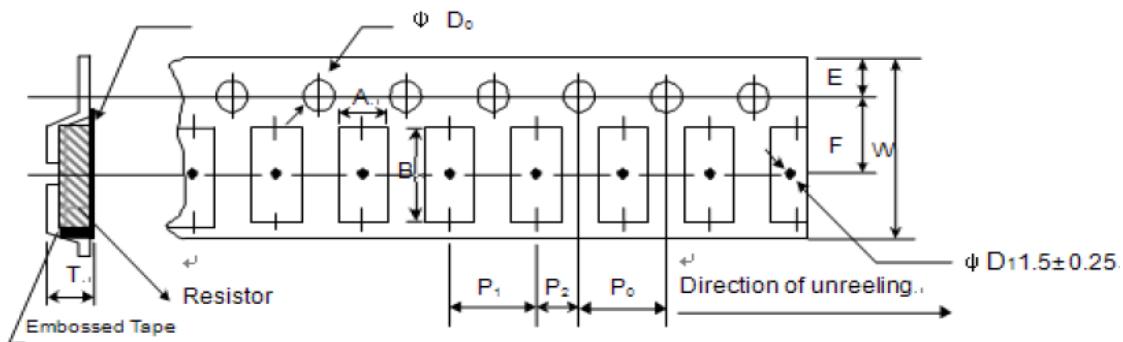 ψ D₀
E
A
F
W
B
ψ D₁1.5±0.25
T
Resistor
P₁ P₂ P₀
Direction of unreeling
Embossed Tape